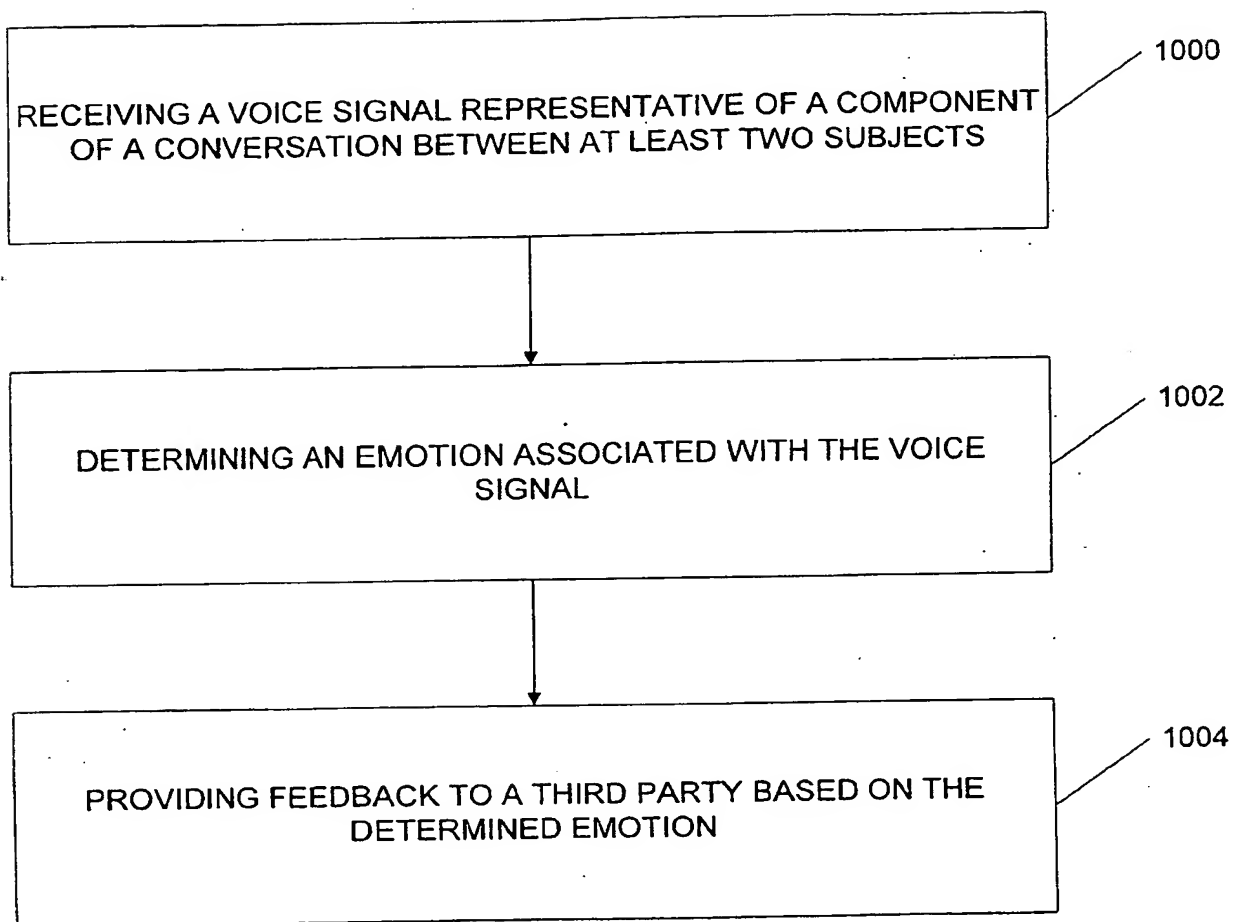 1000
RECEIVING A VOICE SIGNAL REPRESENTATIVE OF A COMPONENT
OF A CONVERSATION BETWEEN AT LEAST TWO SUBJECTS
1002
DETERMINING AN EMOTION ASSOCIATED WITH THE VOICE
SIGNAL
1004
PROVIDING FEEDBACK TO A THIRD PARTY BASED ON THE
DETERMINED EMOTION